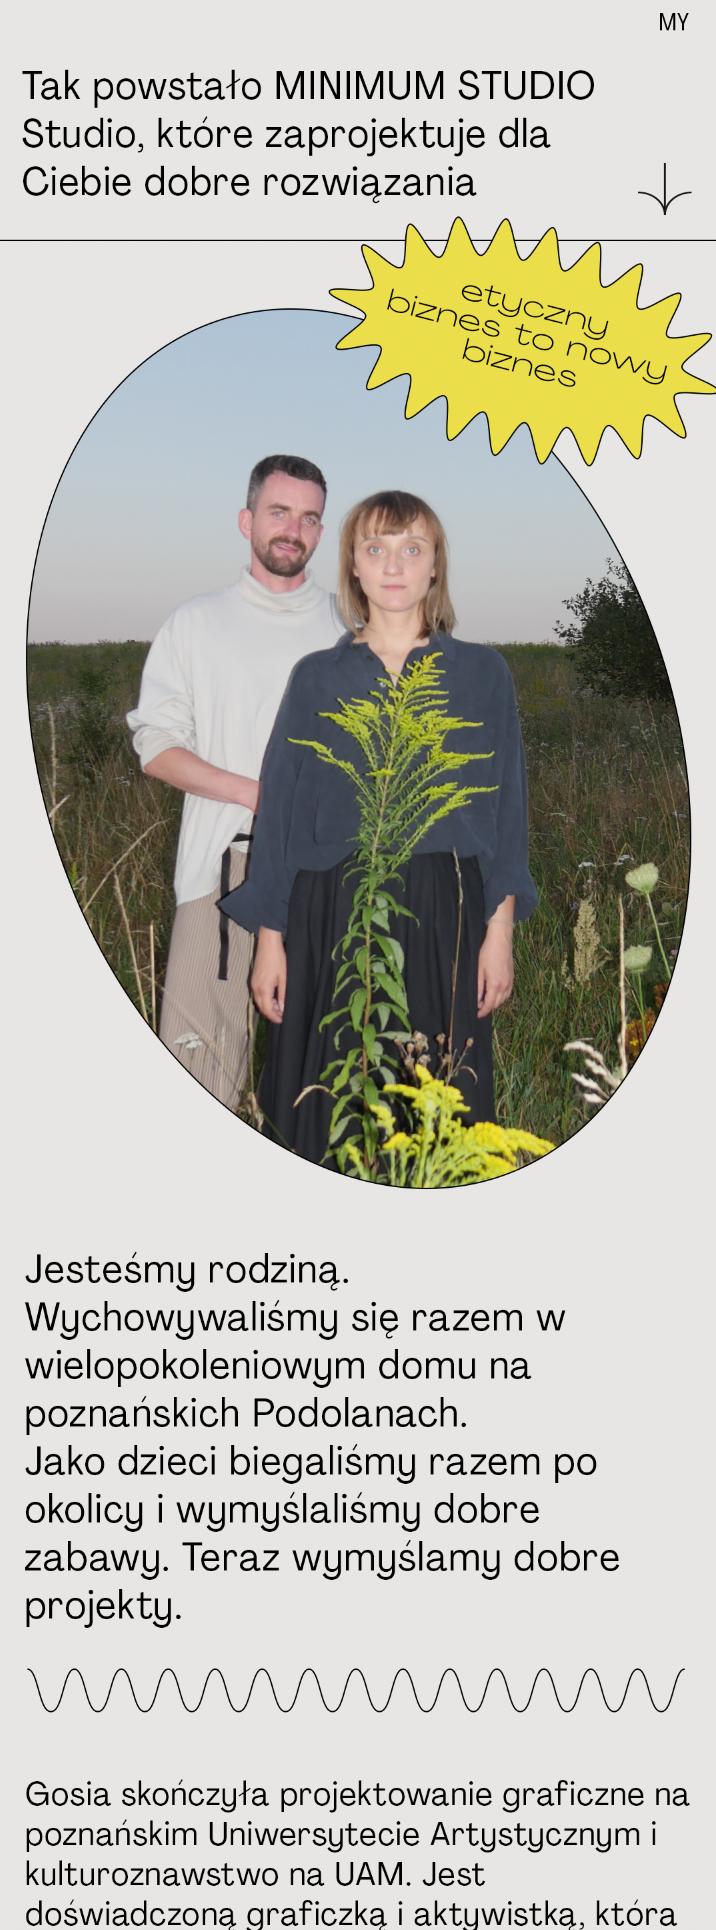 MY
Tak powstało MINIMUM STUDIO
Studio, które zaprojektuje dla
Ciebie dobre rozwiązania
etyczny
biznes to nowy
biznes
Jesteśmy rodziną.
Wychowywaliśmy się razem w
wielopokoleniowym domu na
poznańskich Podolanach.
Jako dzieci biegaliśmy razem po
okolicy i wymyślaliśmy dobre
zabawy. Teraz wymyślamy dobre
projekty.
Gosia skończyła projektowanie graficzne na
poznańskim Uniwersytecie Artystycznym i
kulturoznawstwo na UAM. Jest
doświadczoną graficzką i aktywistką, która